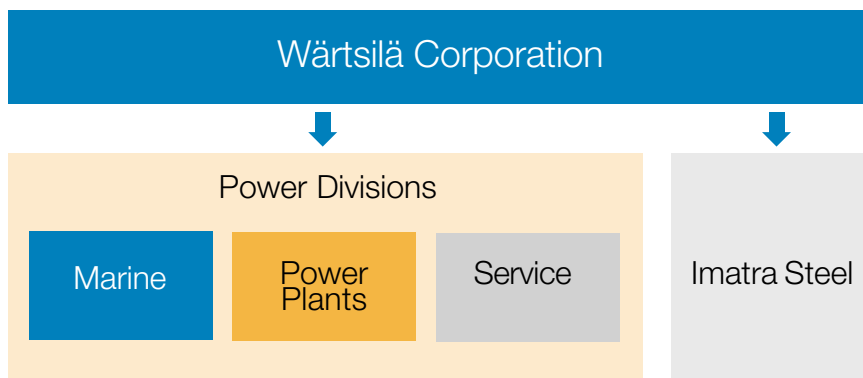 Wärtsilä Corporation
Power Divisions
Marine
Power
Plants
Service
Imatra Steel